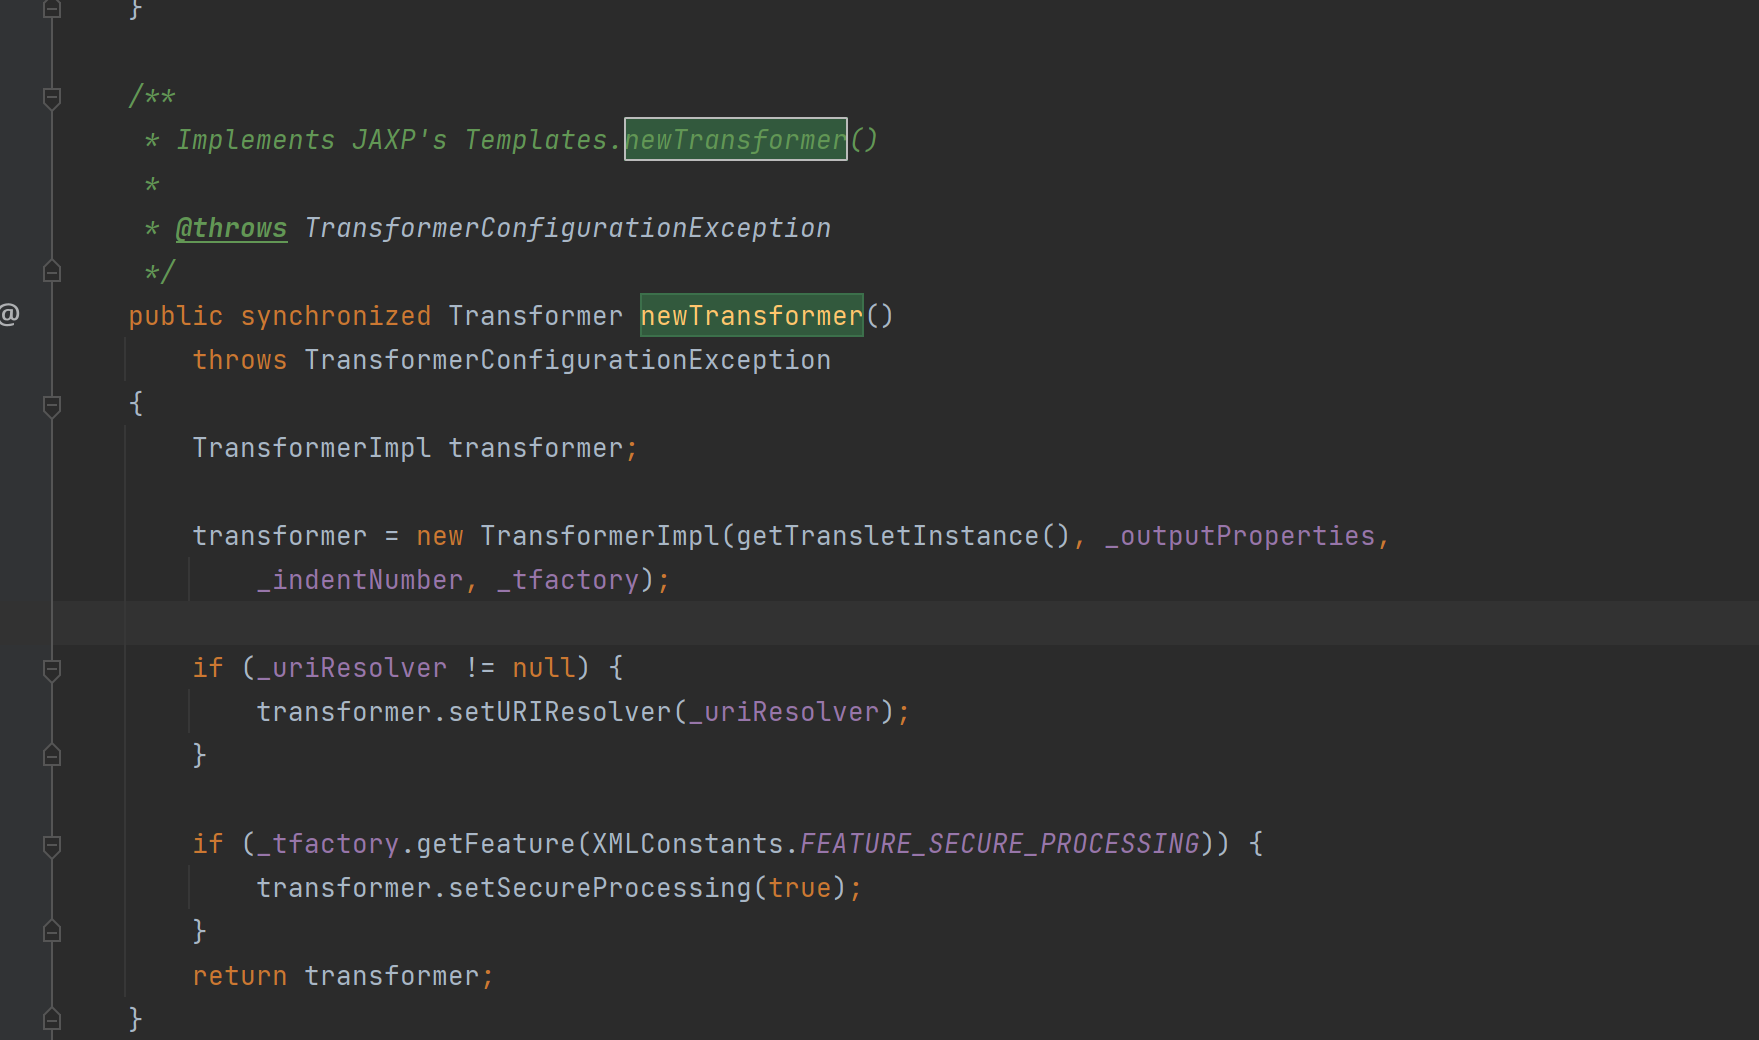 }
/**
* Implements JAXP's Templates.newTransformer()
*
* @throws TransformerConfigurationException
*/
@
public synchronized Transformer newTransformer()
throws TransformerConfigurationException
{
TransformerImpl transformer;
transformer = new TransformerImpl(getTransletInstance(), _outputProperties,
_indentNumber, _tfactory);
if (_uriResolver != null) {
transformer.setURIResolver(_uriResolver);
}
if (_tfactory.getFeature(XMLConstants.FEATURE_SECURE_PROCESSING)) {
transformer.setSecureProcessing(true);
}
return transformer;
}